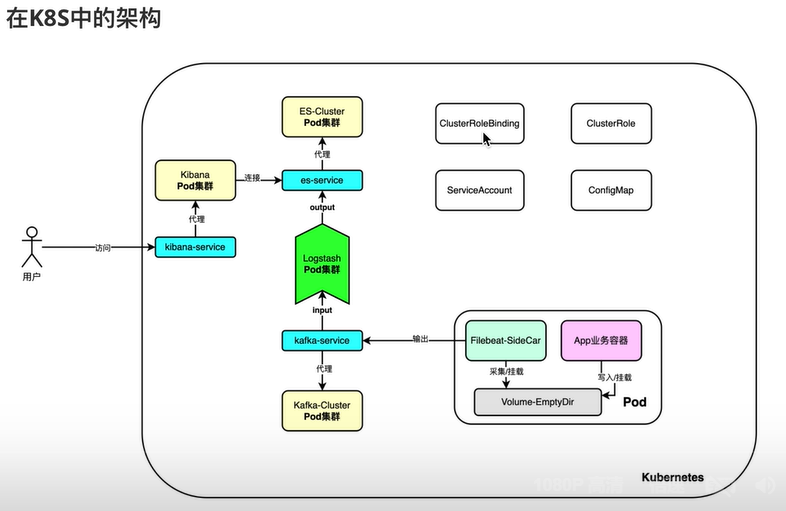 在K8S中的架构
ES-Cluster
Pod集群
代理
es-service
Kibana
Pod集群
连接
代理
kibana-service
用户
访问
output
Logstash
Pod集群
input
kafka-service
代理
Kafka-Cluster
Pod集群
ClusterRoleBinding
ClusterRole
ServiceAccount
ConfigMap
输出
Filebeat-SideCar
App业务容器
采集/挂载
写入/挂载
Volume-EmptyDir
Pod
Kubernetes